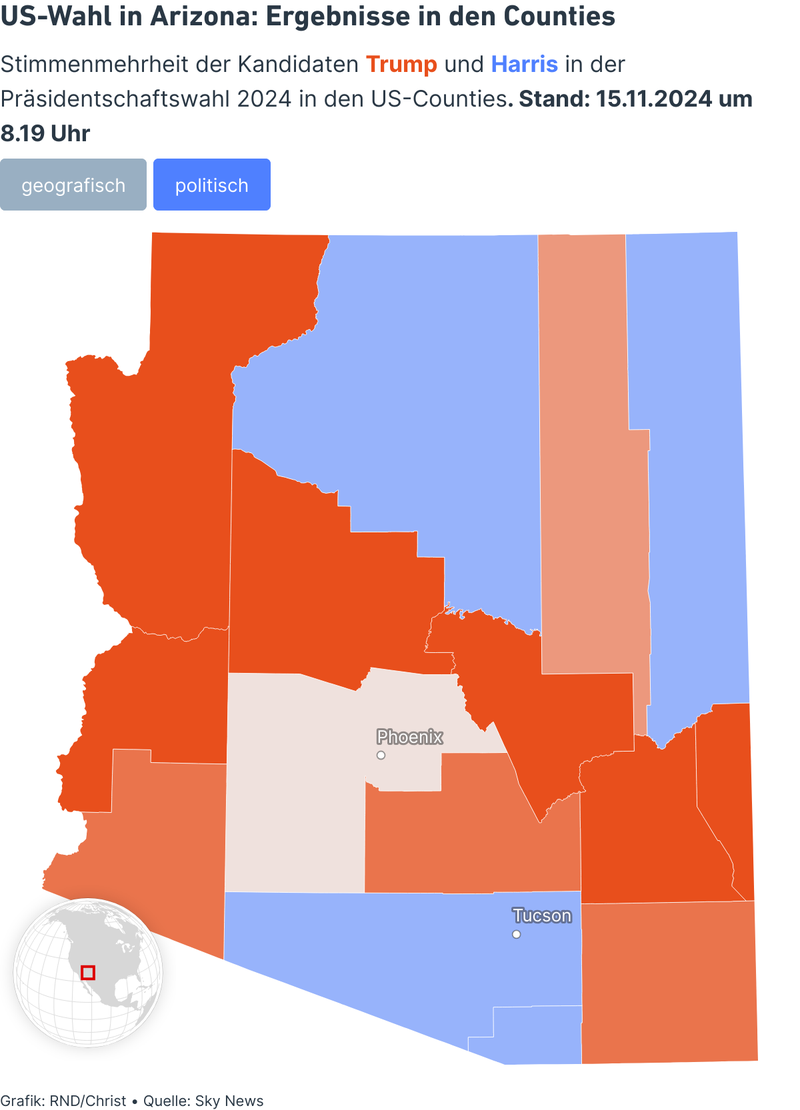 US-Wahl in Arizona: Ergebnisse in den Counties
Stimmenmehrheit der Kandidaten Trump und Harris in der
Präsidentschaftswahl 2024 in den US-Counties. Stand: 15.11.2024 um
8.19 Uhr
geografisch politisch
Phoenix
Tucson
Grafik: RND/Christ • Quelle: Sky News